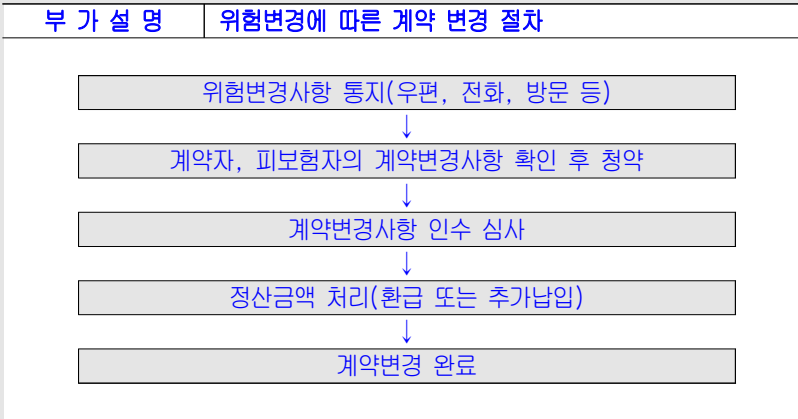 부 가 설 명 위험변경에 따른 계약 변경 절차
위험변경사항 통지(우편, 전화, 방문 등)
↓
계약자, 피보험자의 계약변경사항 확인 후 청약
↓
계약변경사항 인수 심사
↓
정산금액 처리(환급 또는 추가납입)
↓
계약변경 완료